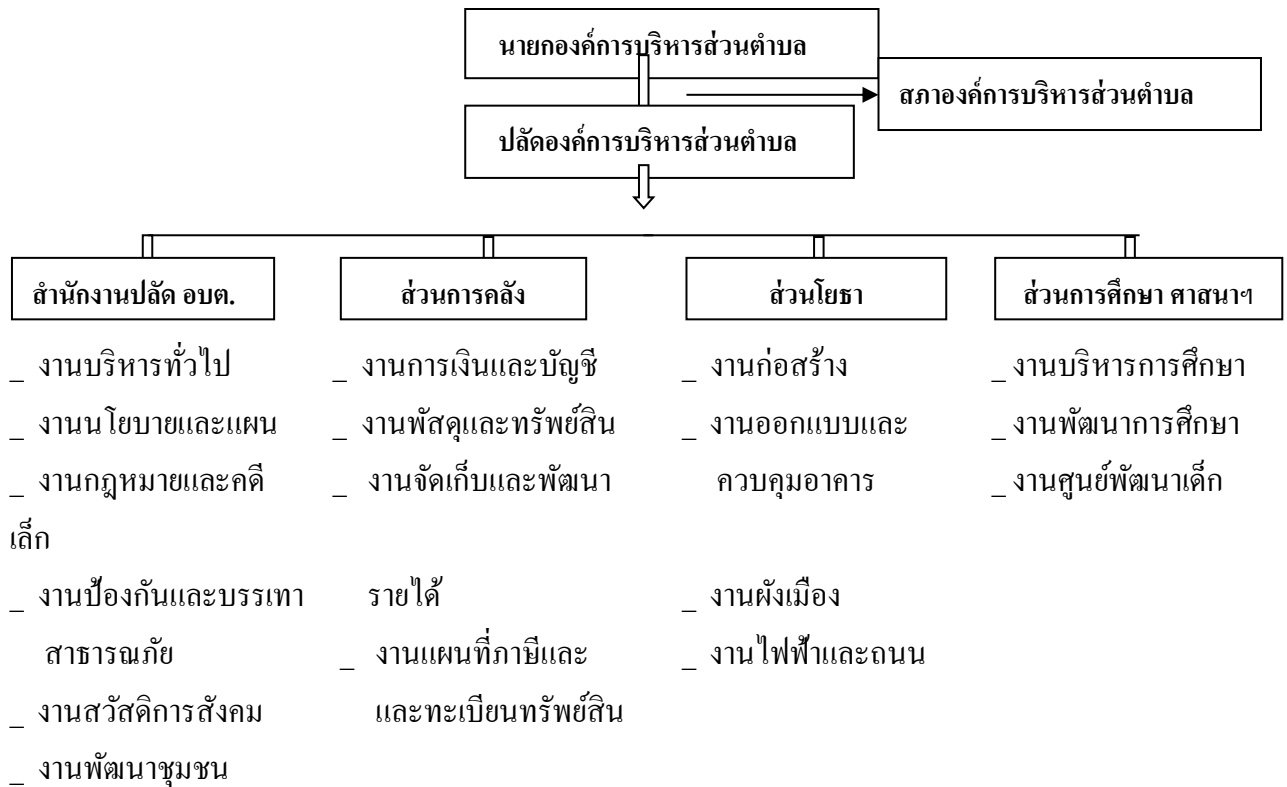 นายกองค์การบริหารส่วนตำบล
สภาองค์การบริหารส่วนตำบล
ปลัดองค์การบริหารส่วนตำบล
สำนักงานปลัด อบต. ส่วนการคลัง ส่วนโยธา ส่วนการศึกษา ศาสนาฯ
_ งานบริหารทั่วไป _ งานการเงินและบัญชี _ งานก่อสร้าง _ งานบริหารการศึกษา
_ งานนโยบายและแผน _ งานพัสดุและทรัพย์สิน _ งานออกแบบและ _ งานพัฒนาการศึกษา
_ งานกฎหมายและคดี _ งานจัดเก็บและพัฒนา ควบคุมอาคาร _ งานศูนย์พัฒนาเด็ก
เล็ก
_ งานป้องกันและบรรเทา รายได้ _ งานผังเมือง
สาธารณภัย _ งานแผนที่ภาษีและ _ งานไฟฟ้าและถนน
_ งานสวัสดิการสังคม และทะเบียนทรัพย์สิน
_ งานพัฒนาชุมชน